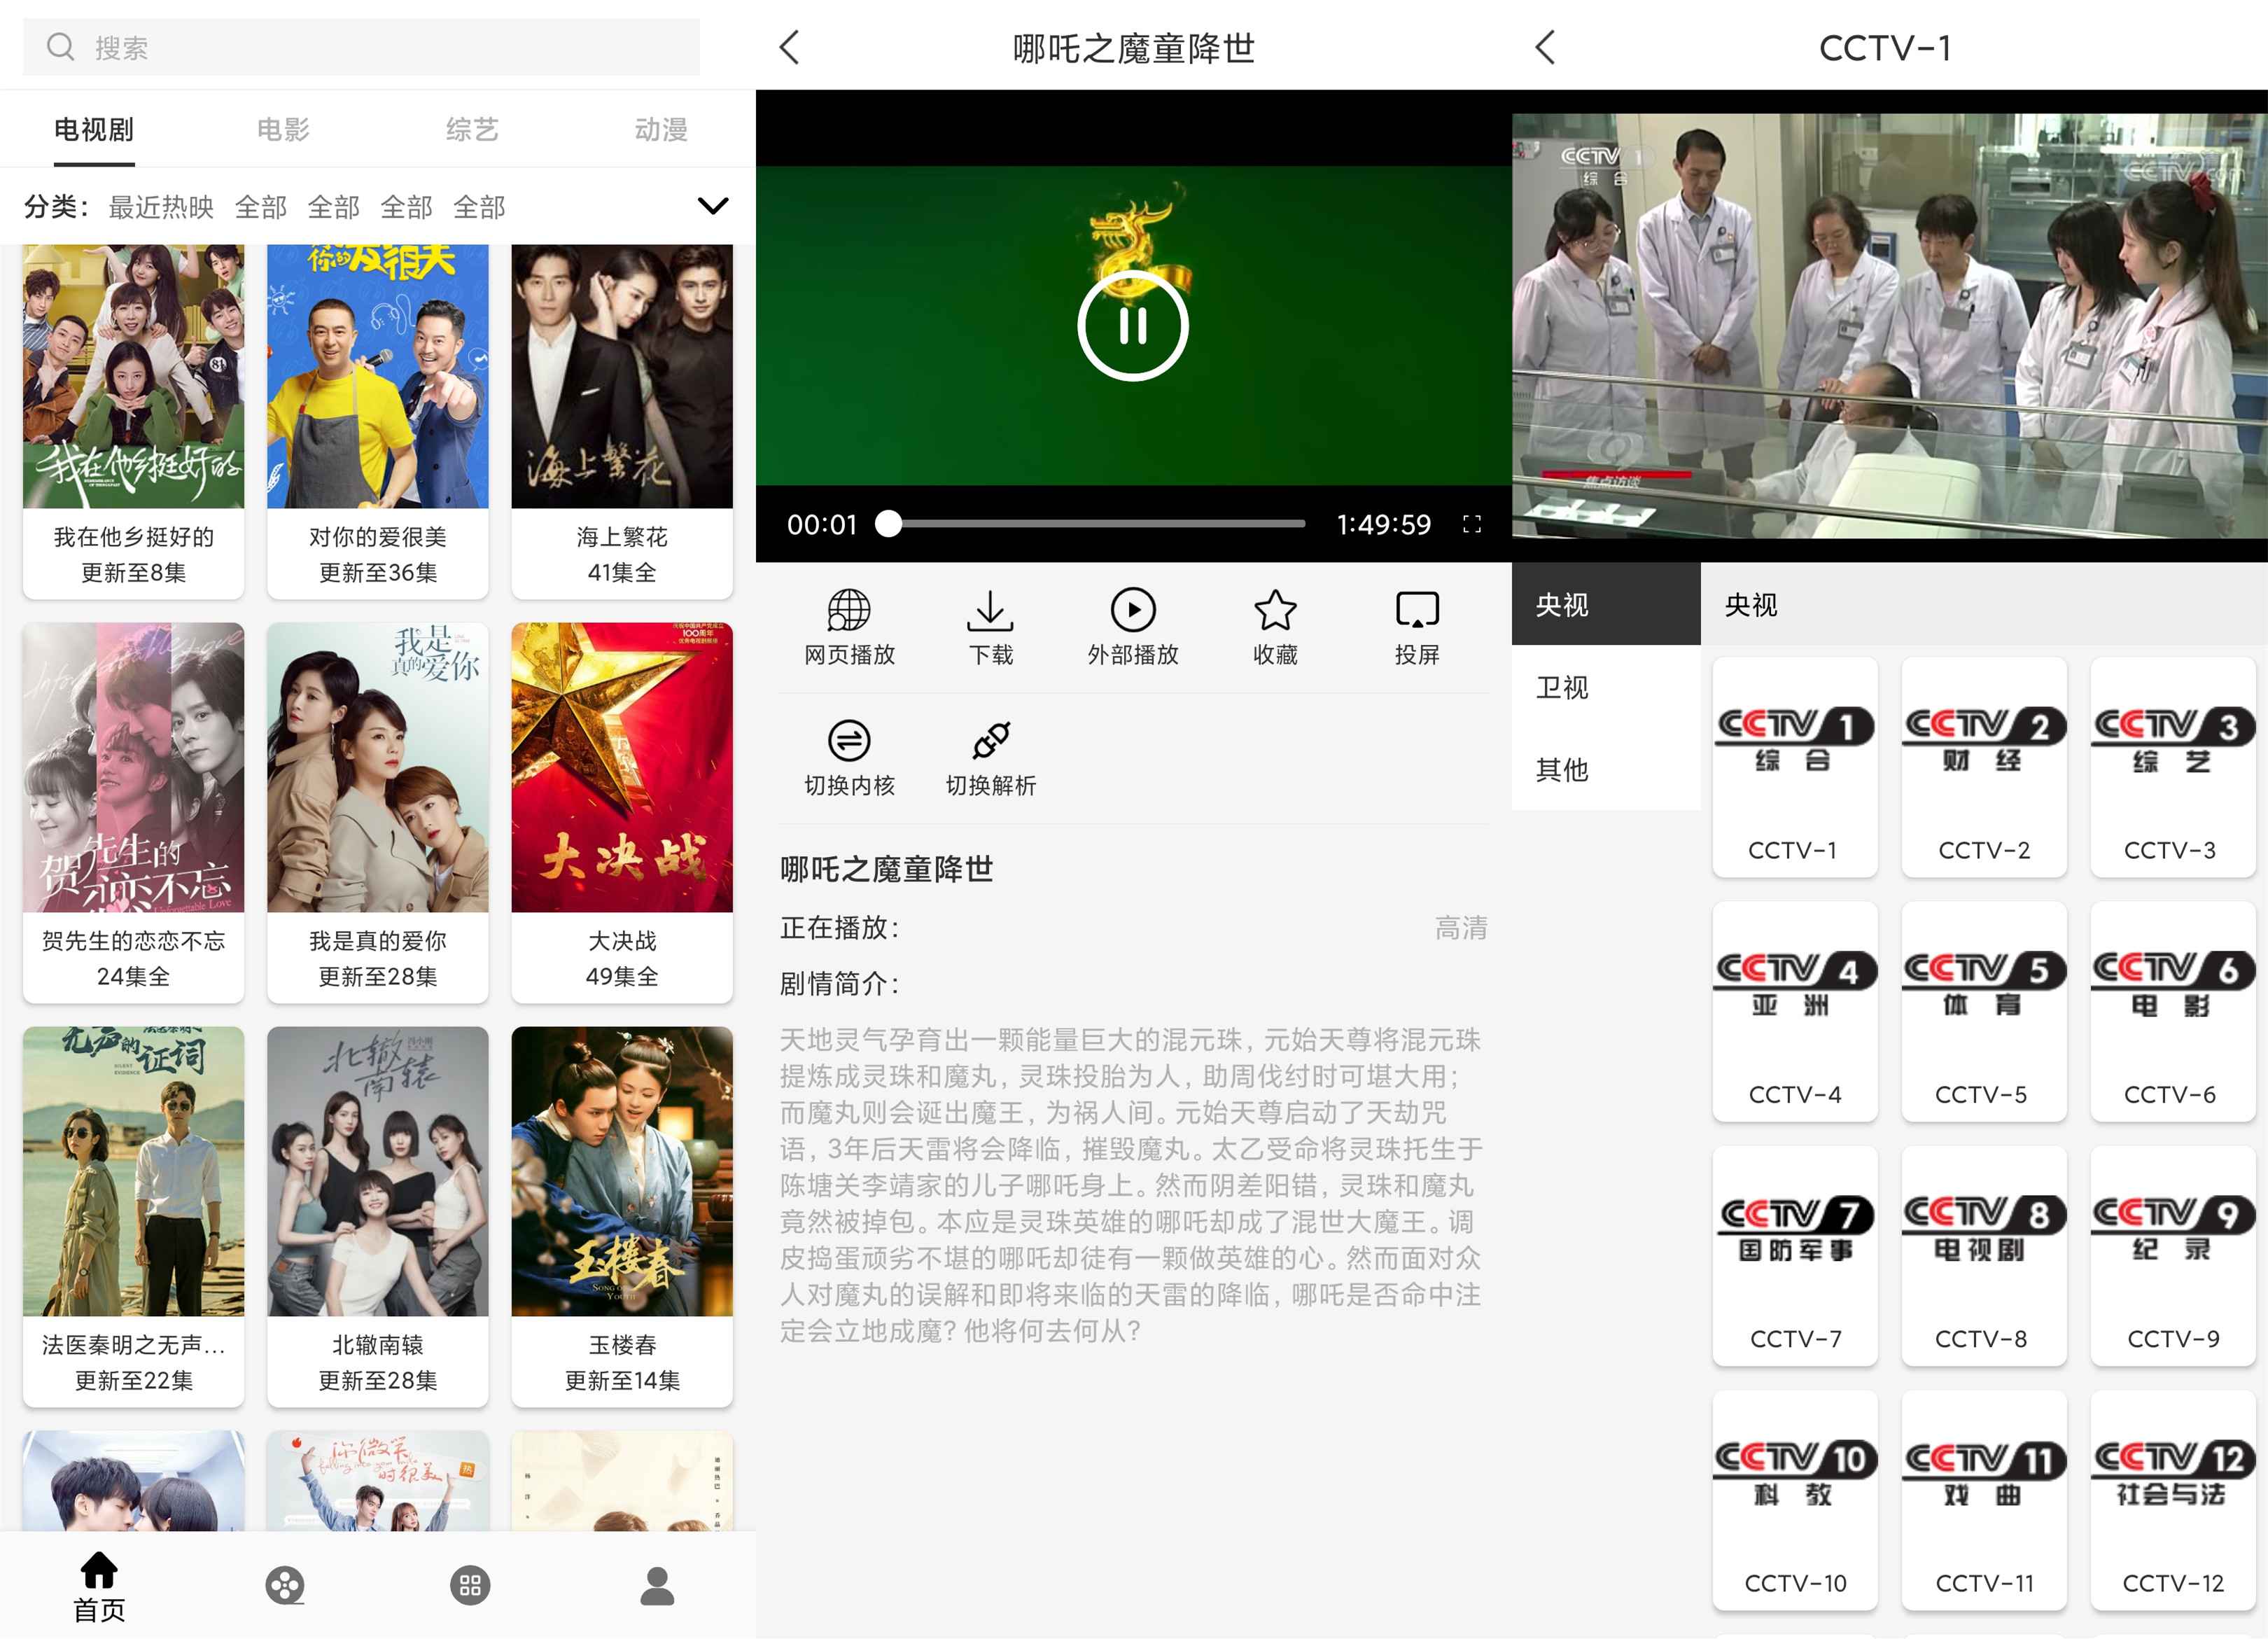 搜索
电视剧
电影
综艺
动漫
分类：
最近热映
全部
全部
全部
全部
我在他乡挺好的
我在他乡挺好的
更新至8集
你的爱很美
对你的爱很美
更新至36集
海上繁花
海上繁花
41集全
贺先生的
恋恋不忘
Unforgettable Love
贺先生的恋恋不忘
24集全
我是
真的爱你
我是真的爱你
更新至28集
100周年
大决战
大决战
49集全
无声的证词
SILENT
EVIDENCE
法医秦明之无声...
更新至22集
北辙
南辕
北辙南辕
更新至28集
玉楼春
SONG OF
YOUTH
玉楼春
更新至14集
你微笑
时很美
热
首页
哪吒之魔童降世
00:01
1:49:59
网页播放
下载
外部播放
收藏
投屏
切换内核
切换解析
哪吒之魔童降世
正在播放：
高清
剧情简介：
天地灵气孕育出一颗能量巨大的混元珠，元始天尊将混元珠
提炼成灵珠和魔丸，灵珠投胎为人，助周伐纣时可堪大用；
而魔丸则会诞出魔王，为祸人间。元始天尊启动了天劫咒
语，3年后天雷将会降临，摧毁魔丸。太乙受命将灵珠托生于
陈塘关李靖家的儿子哪吒身上。然而阴差阳错，灵珠和魔丸
竟然被掉包。本应是灵珠英雄的哪吒却成了混世大魔王。调
皮捣蛋顽劣不堪的哪吒却徒有一颗做英雄的心。然而面对众
人对魔丸的误解和即将来临的天雷的降临，哪吒是否命中注
定会立地成魔？他将何去何从？
CCTV-1
CCTV 1
综合
CCTV.com
焦点访谈
央视
卫视
其他
央视
CCTV 1
综合
CCTV-1
CCTV 2
财经
CCTV-2
CCTV 3
综艺
CCTV-3
CCTV 4
亚洲
CCTV-4
CCTV 5
体育
CCTV-5
CCTV 6
电影
CCTV-6
CCTV 7
国防军事
CCTV-7
CCTV 8
电视剧
CCTV-8
CCTV 9
纪录
CCTV-9
CCTV 10
科教
CCTV-10
CCTV 11
戏曲
CCTV-11
CCTV 12
社会与法
CCTV-12